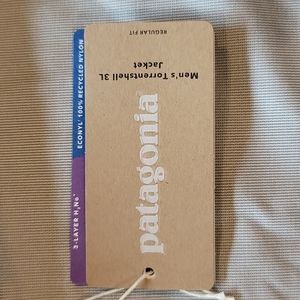 patagonia
Men's Torrentshell 3L
Jacket
REGULAR FIT
3-LAYER H₂No®
ECONYL® 100% RECYCLED NYLON